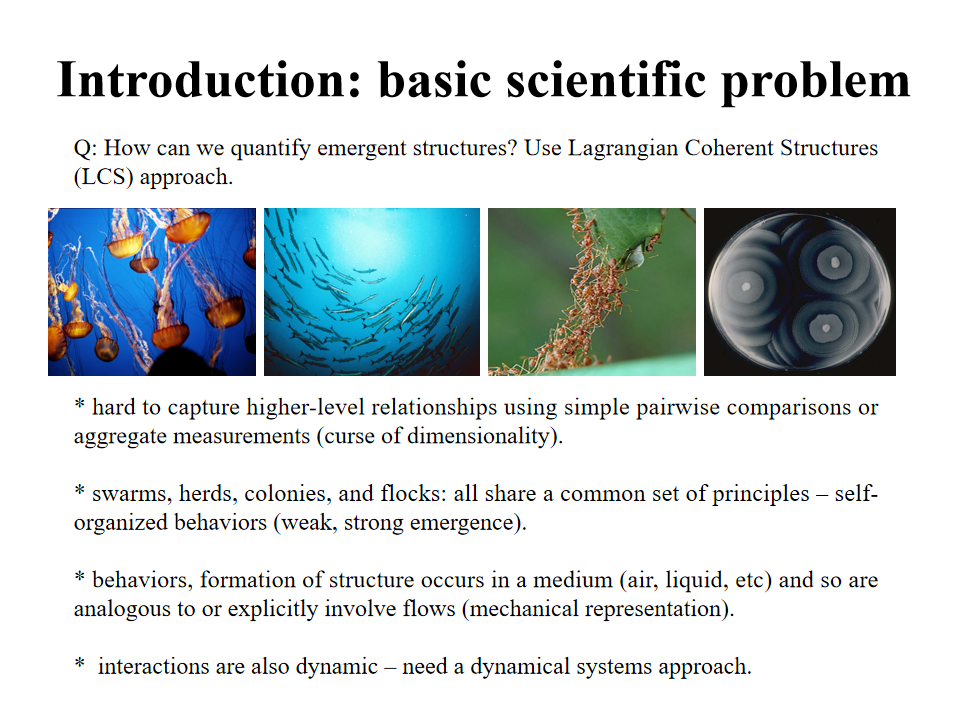 Introduction: basic scientific problem
Q: How can we quantify emergent structures? Use Lagrangian Coherent Structures
(LCS) approach.
* hard to capture higher-level relationships using simple pairwise comparisons or
aggregate measurements (curse of dimensionality).
* swarms, herds, colonies, and flocks: all share a common set of principles – self-
organized behaviors (weak, strong emergence).
* behaviors, formation of structure occurs in a medium (air, liquid, etc) and so are
analogous to or explicitly involve flows (mechanical representation).
*  interactions are also dynamic – need a dynamical systems approach.